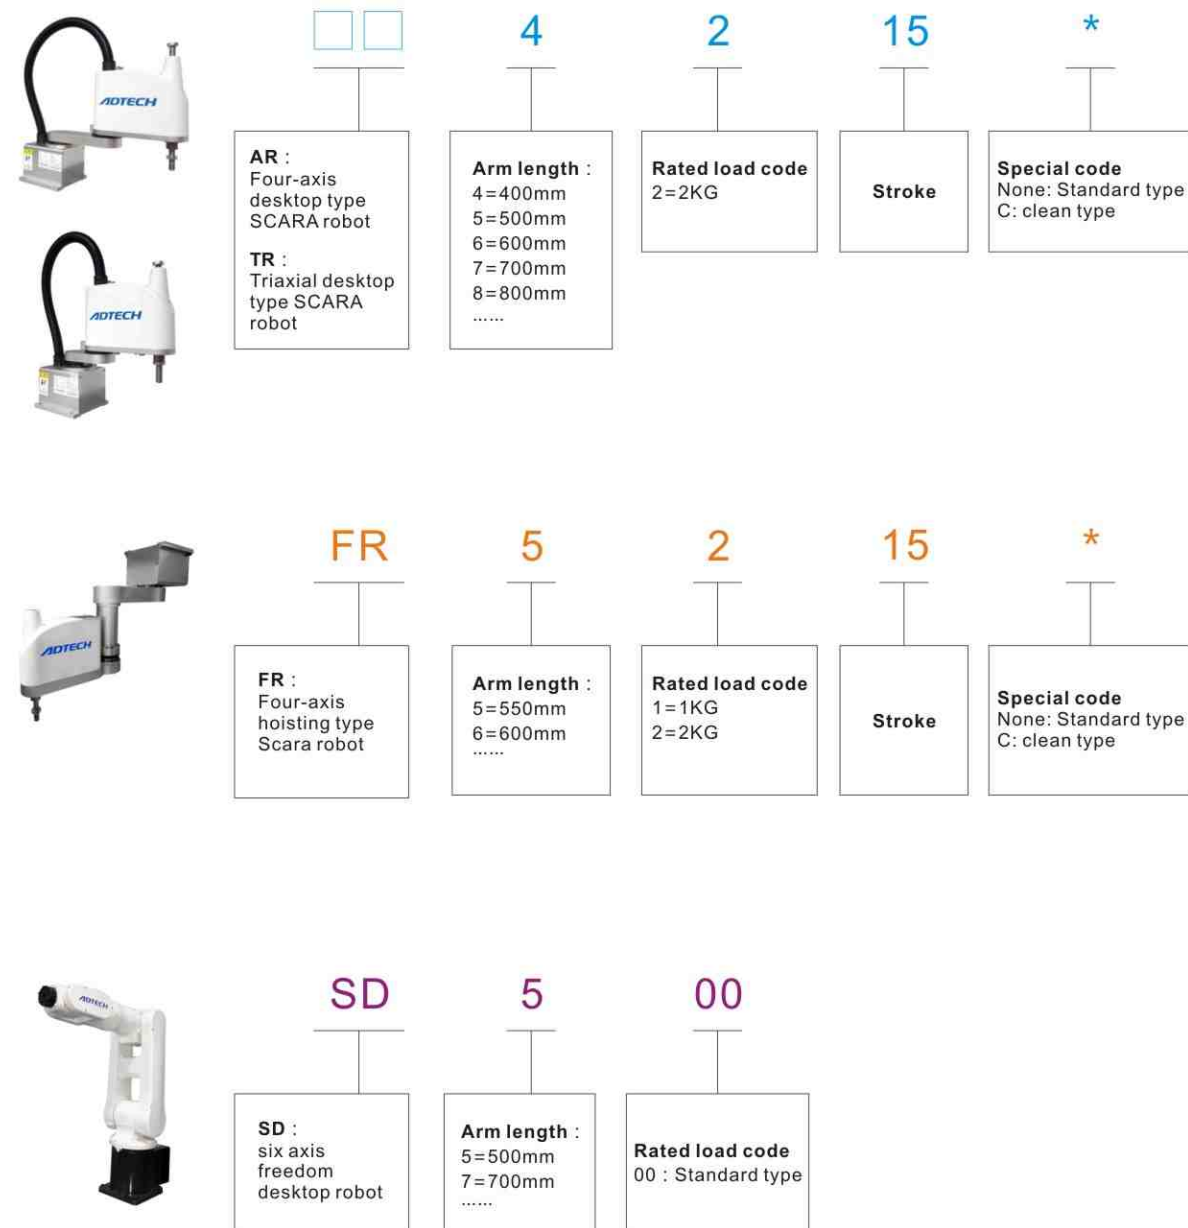 □□ 4 2 15 *
ADTECH
AR :
Four-axis
desktop type
SCARA robot
TR :
Triaxial desktop
type SCARA
robot
Arm length :
4=400mm
5=500mm
6=600mm
7=700mm
8=800mm
......
Rated load code
2=2KG
Stroke
Special code
None: Standard type
C: clean type
ADTECH
FR 5 2 15 *
ADTECH
FR :
Four-axis
hoisting type
Scara robot
Arm length :
5=550mm
6=600mm
......
Rated load code
1=1KG
2=2KG
Stroke
Special code
None: Standard type
C: clean type
SD 5 00
ADTECH
SD :
six axis
freedom
desktop robot
Arm length :
5=500mm
7=700mm
......
Rated load code
00 : Standard type